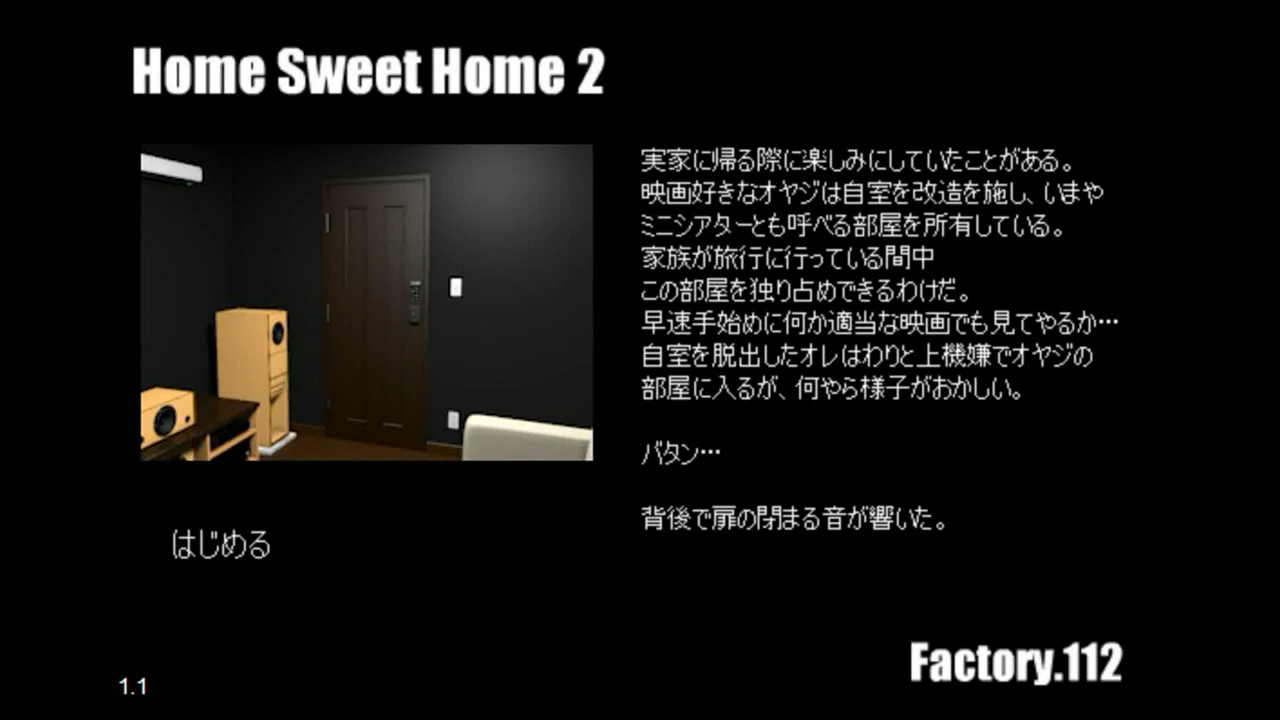 Home Sweet Home 2
実家に帰る際に楽しみにしていたことがある。
映画好きなオヤジは自室を改造を施し、いまや
ミニシアターとも呼べる部屋を所有している。
家族が旅行に行っている間中
この部屋を独り占めできるわけだ。
早速手始めに何か適当な映画でも見てやるか…
自室を脱出したオレはわりと上機嫌でオヤジの
部屋に入るが、何やら様子がおかしい。
バタン…
背後で扉の閉まる音が響いた。
はじめる
Factory.112
1.1